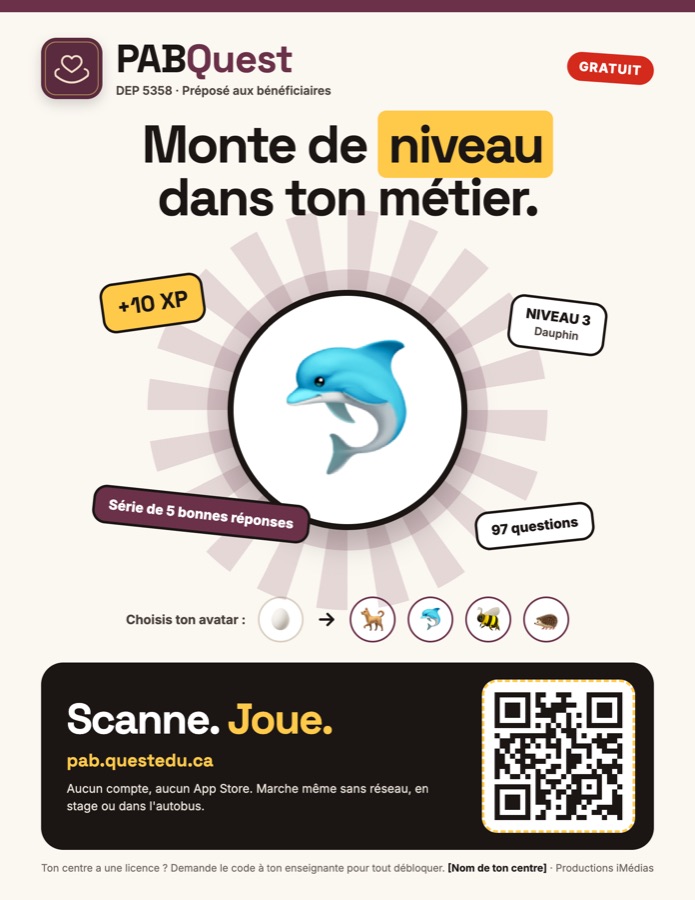 PABQuest
DEP 5358 · Préposé aux bénéficiaires
GRATUIT
Monte de niveau
dans ton métier.
+10 XP
NIVEAU 3
Dauphin
Série de 5 bonnes réponses
97 questions
Choisis ton avatar : →
Scanne. Joue.
pab.questedu.ca
Aucun compte, aucun App Store. Marche même sans réseau, en
stage ou dans l'autobus.
Ton centre a une licence ? Demande le code à ton enseignante pour tout débloquer. [Nom de ton centre] · Productions iMédias